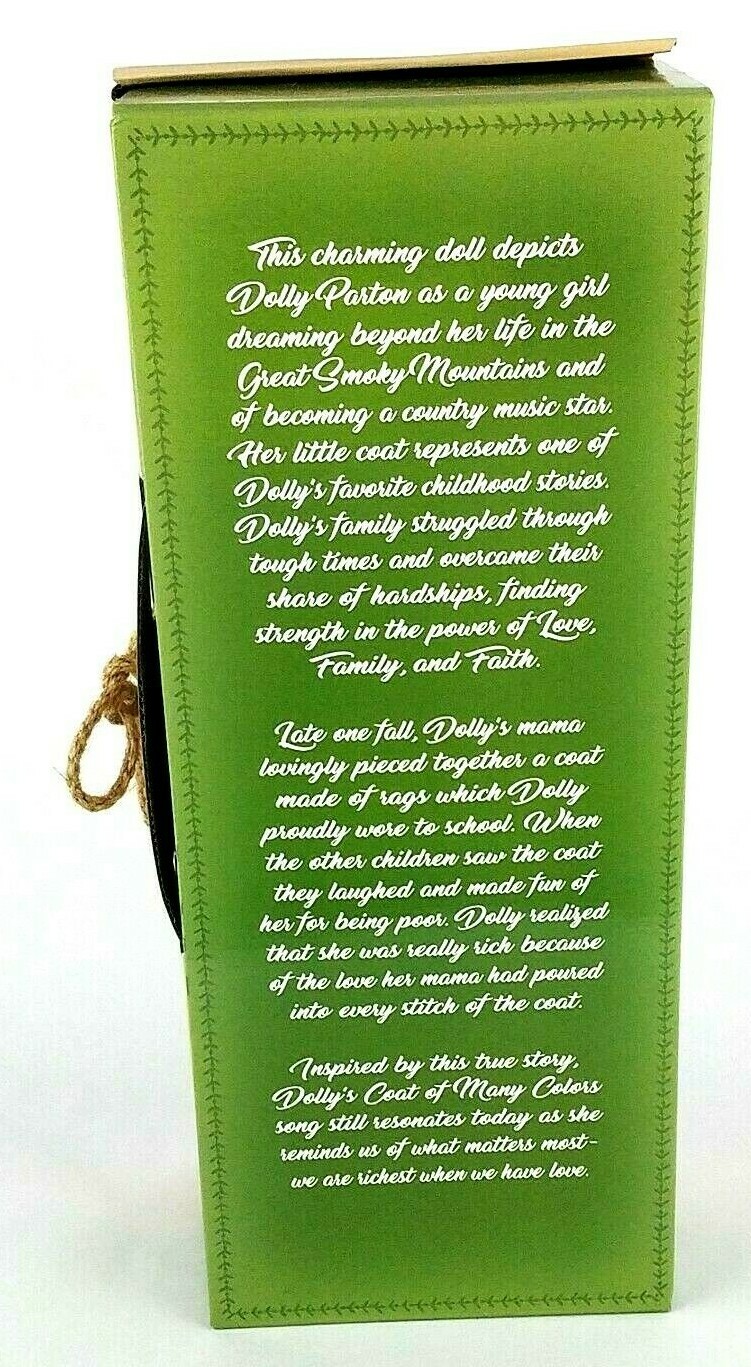 This charming doll depicts
Dolly Parton as a young girl
dreaming beyond her life in the
Great Smoky Mountains and
of becoming a country music star.
Her little coat represents one of
Dolly's favorite childhood stories.
Dolly's family struggled through
tough times and overcame their
share of hardships, finding
strength in the power of Love,
Family, and Faith.
Late one fall, Dolly's mama
lovingly pieced together a coat
made of rags which Dolly
proudly wore to school. When
the other children saw the coat
they laughed and made fun of
her for being poor. Dolly realized
that she was really rich because
of the love her mama had poured
into every stitch of the coat.
Inspired by this true story,
Dolly's Coat of Many Colors
song still resonates today as she
reminds us of what matters most-
we are richest when we have love.